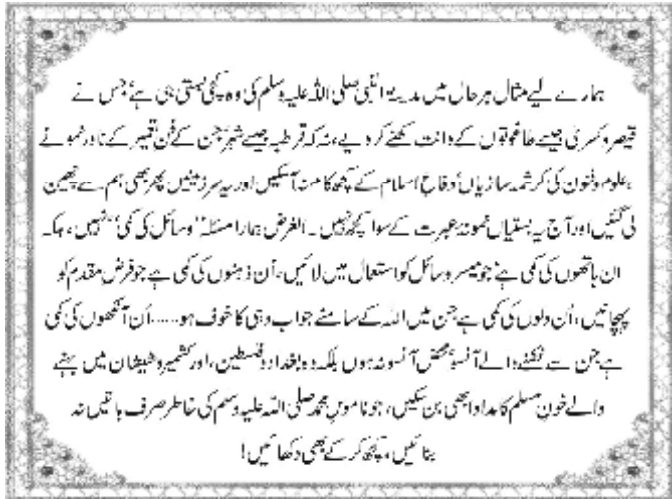 ہمارے لیے مثال ہر حال میں مدینۃ النبی صلی اللہ علیہ وسلم کی وہ کچی بستی ہی ہے جس نے
قیصر و کسریٰ جیسے طاغوتوں کے دانت کھٹے کر دیے، نہ کہ قرطبہ جیسے شہر جن کے فنِ تعمیر کے نادر نمونے
،علوم و فنون کی کرشمہ سازیاں دفاعِ اسلام کے کچھ کام نہ آسکیں اور یہ سرزمینیں پھر بھی ہم سے چھین
لی گئیں اور آج یہ بستیاں نمونۂ عبرت کے سوا کچھ نہیں۔ الغرض ہمارا مسئلہ ’’وسائل کی کمی‘‘ نہیں، بلکہ
ان ہاتھوں کی کمی ہے جو میسر وسائل کو استعمال میں لائیں، اُن ذہنوں کی کمی ہے جو فرض مقدم کو
پہچانیں، اُن دلوں کی کمی ہے جن میں اللہ کے سامنے جواب دہی کا خوف ہو......اُن آنکھوں کی کمی
ہے جن سے نکلنے والے آنسو محض آنسو نہ ہوں بلکہ وہ بغداد و فلسطین، اور کشمیر و شیشان میں بہنے
والے خونِ مسلم کا مداوا بھی بن سکیں، جو ناموسِ محمد صلی اللہ علیہ وسلم کی خاطر صرف باتیں نہ
بنائیں، کچھ کر کے بھی دکھائیں!